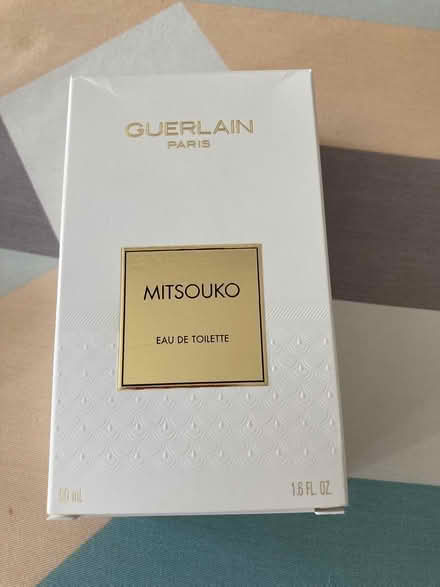 GUERLAIN
PARIS
MITSOUKO
EAU DE TOILETTE
50 mL 1.6 FL. OZ.